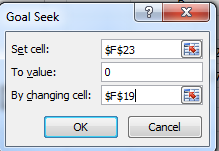 Goal Seek ?
Set cell: $F$23
To value: 0
By changing cell: $F$19
OK Cancel